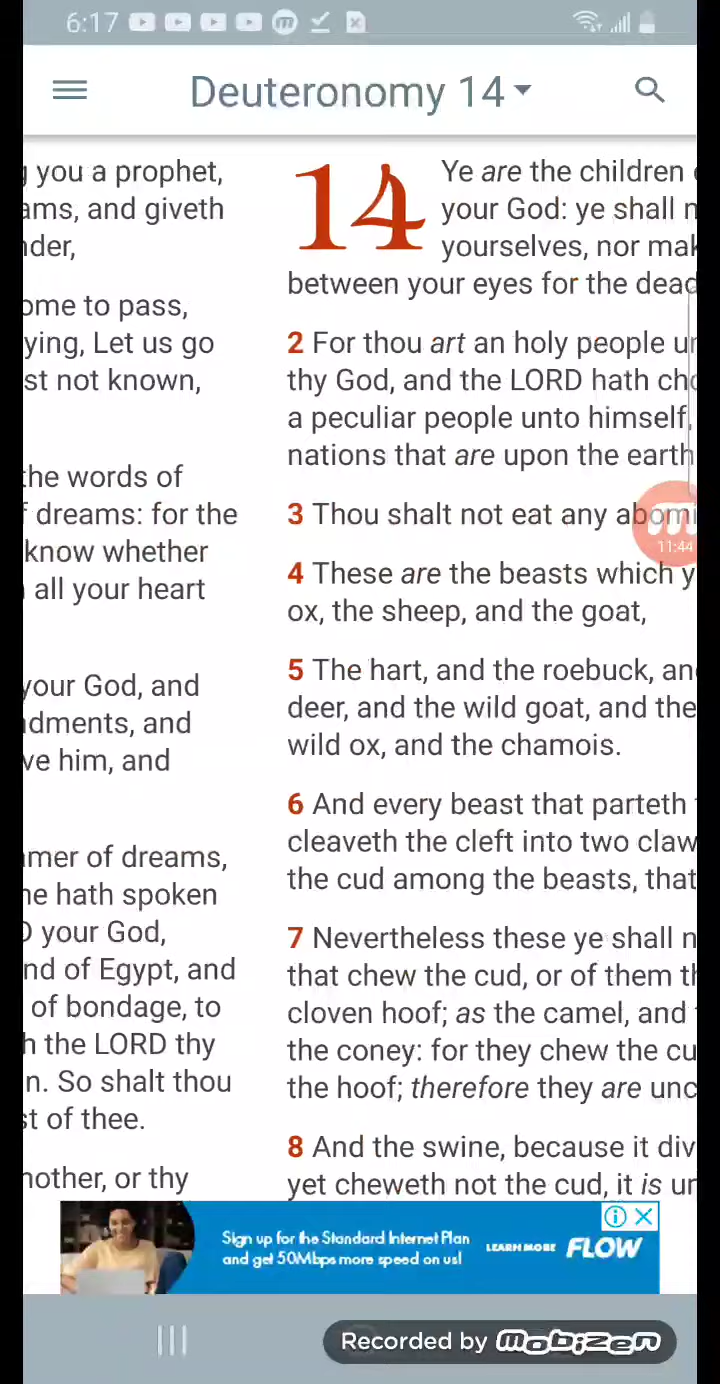 6:17
Deuteronomy 14
you a prophet,
ams, and giveth
der,
ome to pass,
ying, Let us go
st not known,
the words of
dreams: for the
know whether
all your heart
your God, and
dments, and
ve him, and
amer of dreams,
he hath spoken
your God,
nd of Egypt, and
of bondage, to
h the LORD thy
n. So shalt thou
st of thee.
nother, or thy
14 Ye are the children
your God: ye shall n
yourselves, nor mak
between your eyes for the dead
2 For thou art an holy people un
thy God, and the LORD hath cho
a peculiar people unto himself,
nations that are upon the earth
3 Thou shalt not eat any abomi
4 These are the beasts which y
ox, the sheep, and the goat,
5 The hart, and the roebuck, an
deer, and the wild goat, and the
wild ox, and the chamois.
6 And every beast that parteth
cleaveth the cleft into two claw
the cud among the beasts, that
7 Nevertheless these ye shall n
that chew the cud, or of them th
cloven hoof; as the camel, and
the coney: for they chew the cu
the hoof; therefore they are unc
8 And the swine, because it div
yet cheweth not the cud, it is un
11:44
Sign up for the Standard Internet Plan
and get 50Mbps more speed on us!
LEARN MORE
FLOW
Recorded by mobizen